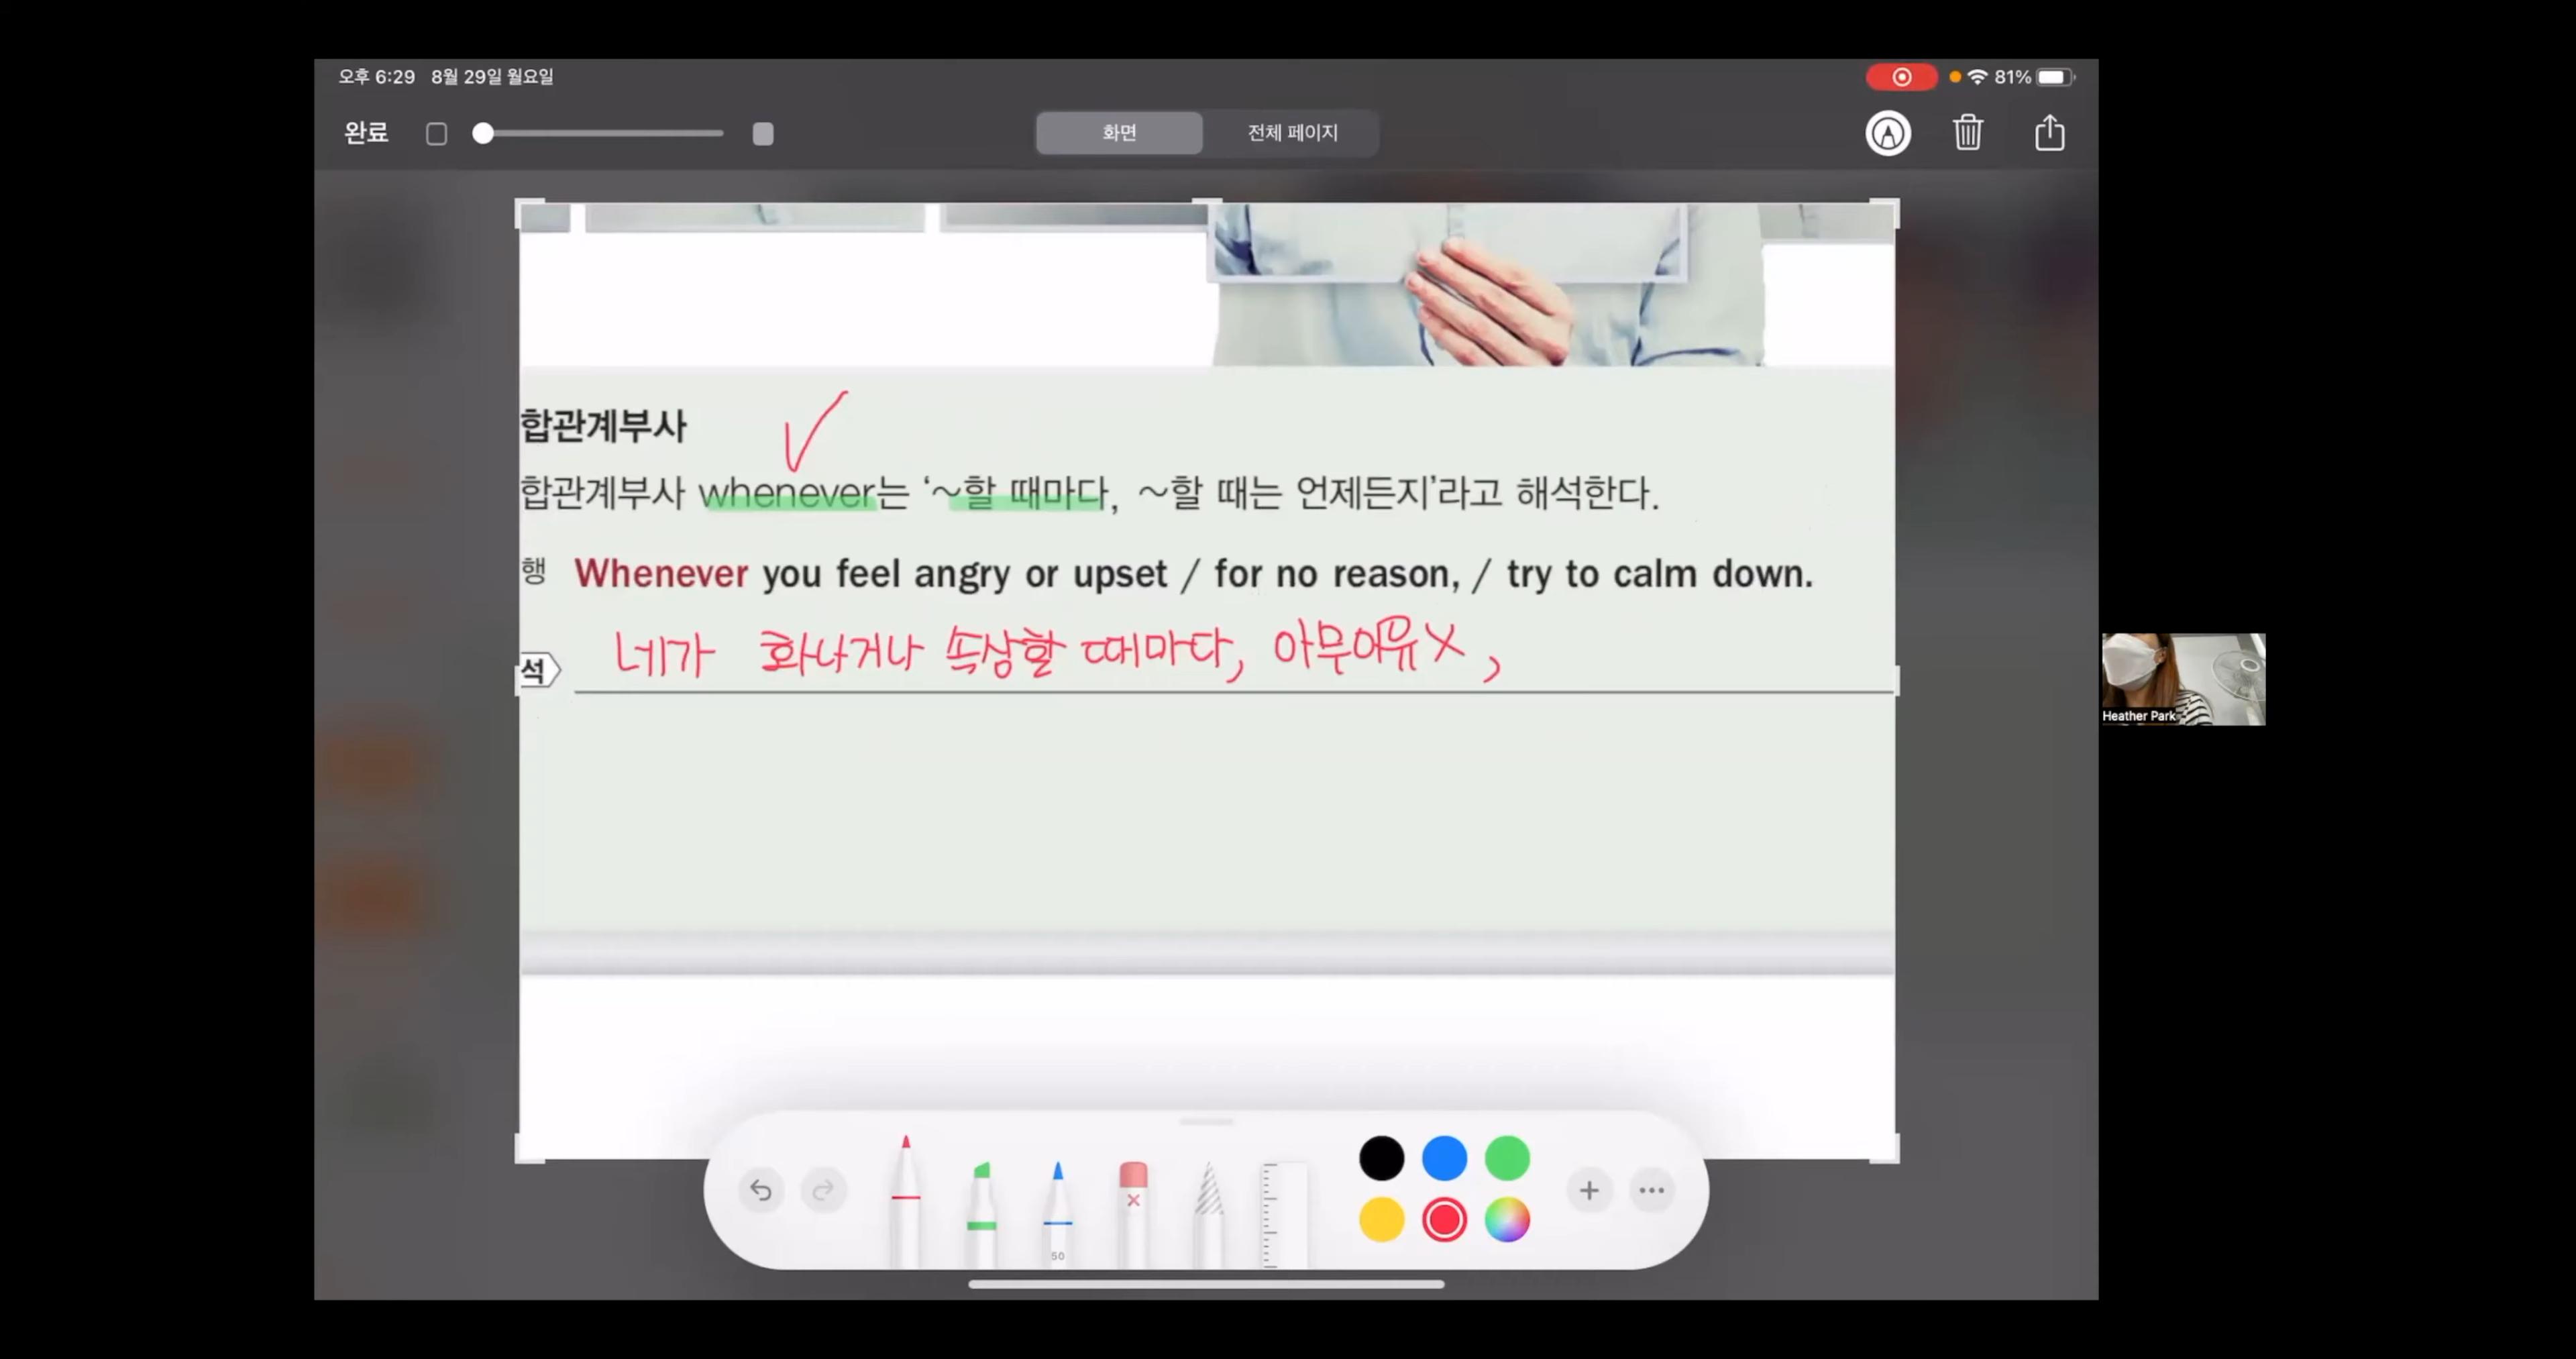 오후 6:29 8월 29일 월요일
81%
완료
화면
전체 페이지
합관계부사
합관계부사 whenever는 ‘~할 때마다, ~할 때는 언제든지’라고 해석한다.
행 Whenever you feel angry or upset / for no reason, / try to calm down.
석 네가 화나거나 속상할 때마다, 아무이유X,
Heather Park
50